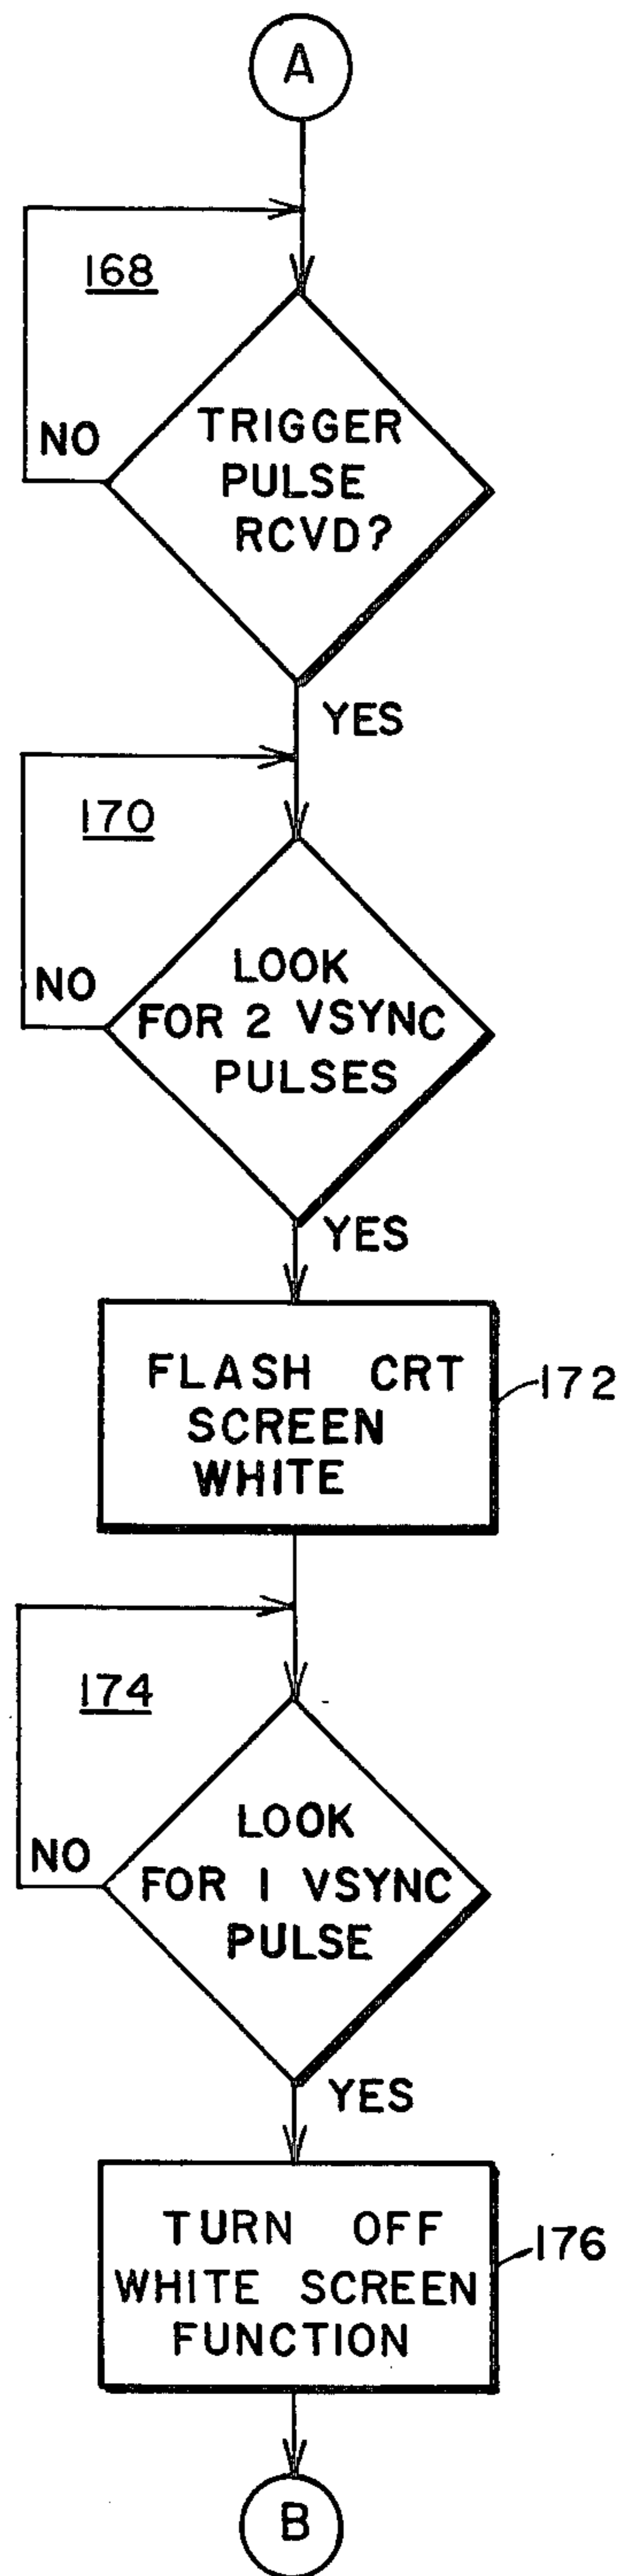 A
168
NO
TRIGGER
PULSE
RCVD?
YES
170
NO
LOOK
FOR 2 VSYNC
PULSES
YES
FLASH CRT
SCREEN
WHITE
172
174
NO
LOOK
FOR 1 VSYNC
PULSE
YES
TURN OFF
WHITE SCREEN
FUNCTION
176
B